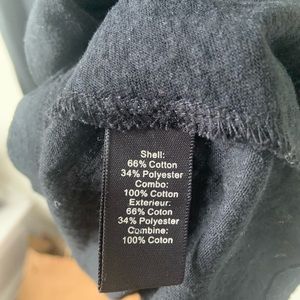 Shell:
66% Cotton
34% Polyester
Combo:
100% Cotton
Exterieur:
66% Coton
34% Polyester
Combine:
100% Coton